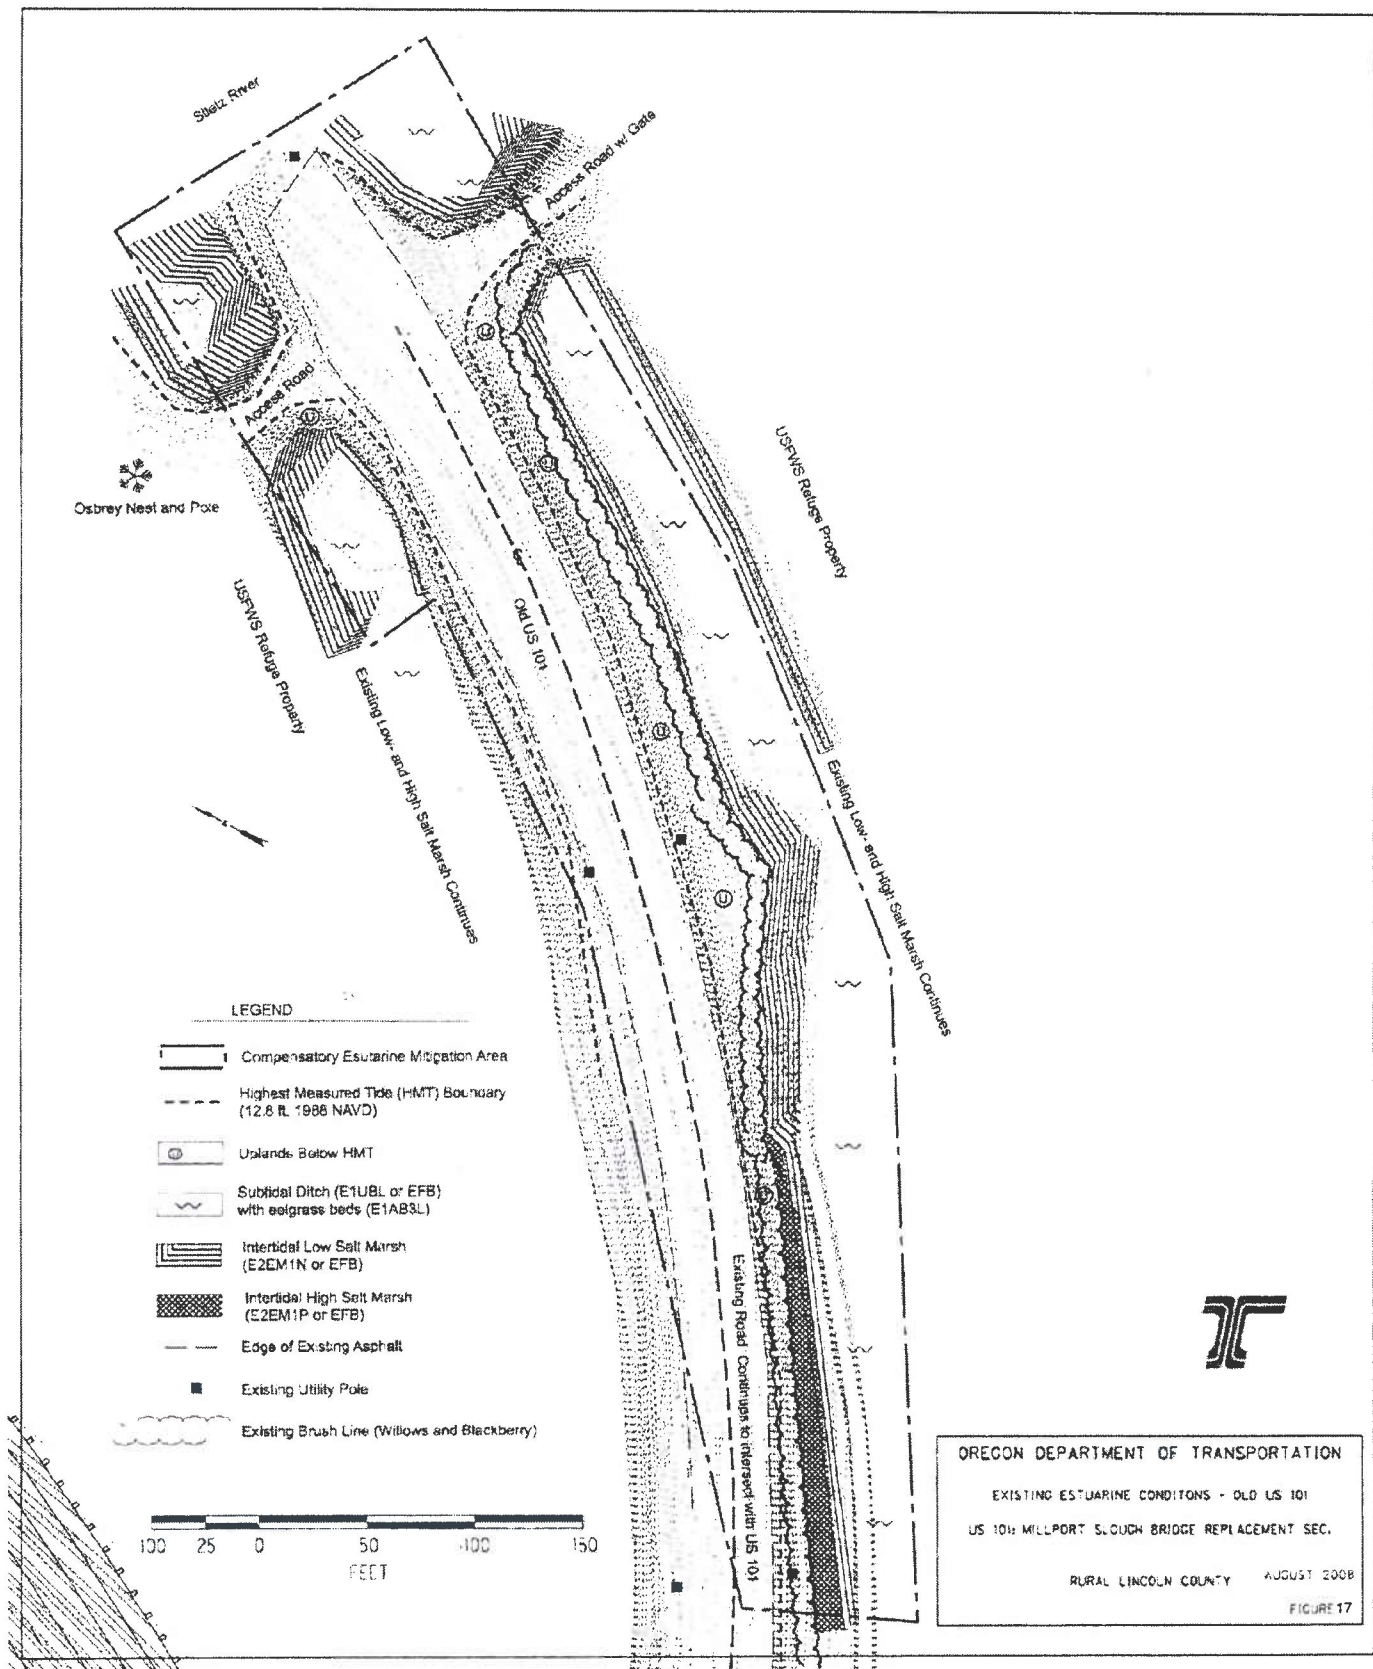 Siletz River
Access Road w/ Gate
Access Road
Osbrey Nest and Pole
USFWS Refuge Property
USFWS Refuge Property
Old US 101
Existing Low- and High Salt Marsh Continues
Existing Low- and High Salt Marsh Continues
Existing Road Continues to intersect with US 101
U
U
U
U
U
U
LEGEND
Compensatory Esutarine Mitigation Area
Highest Measured Tide (HMT) Boundary
(12.8 ft. 1988 NAVD)
U
Uplands Below HMT
Subtidal Ditch (E1UBL or EFB)
with eelgrass beds (E1AB3L)
Intertidal Low Salt Marsh
(E2EM1N or EFB)
Intertidal High Salt Marsh
(E2EM1P or EFB)
Edge of Existing Asphalt
Existing Utility Pole
Existing Brush Line (Willows and Blackberry)
100 25 0 50 100 150
FEET
OREGON DEPARTMENT OF TRANSPORTATION
EXISTING ESTUARINE CONDITONS - OLD US 101
US 101: MILLPORT SLOUGH BRIDGE REPLACEMENT SEC.
RURAL LINCOLN COUNTY AUGUST 2008
FIGURE 17